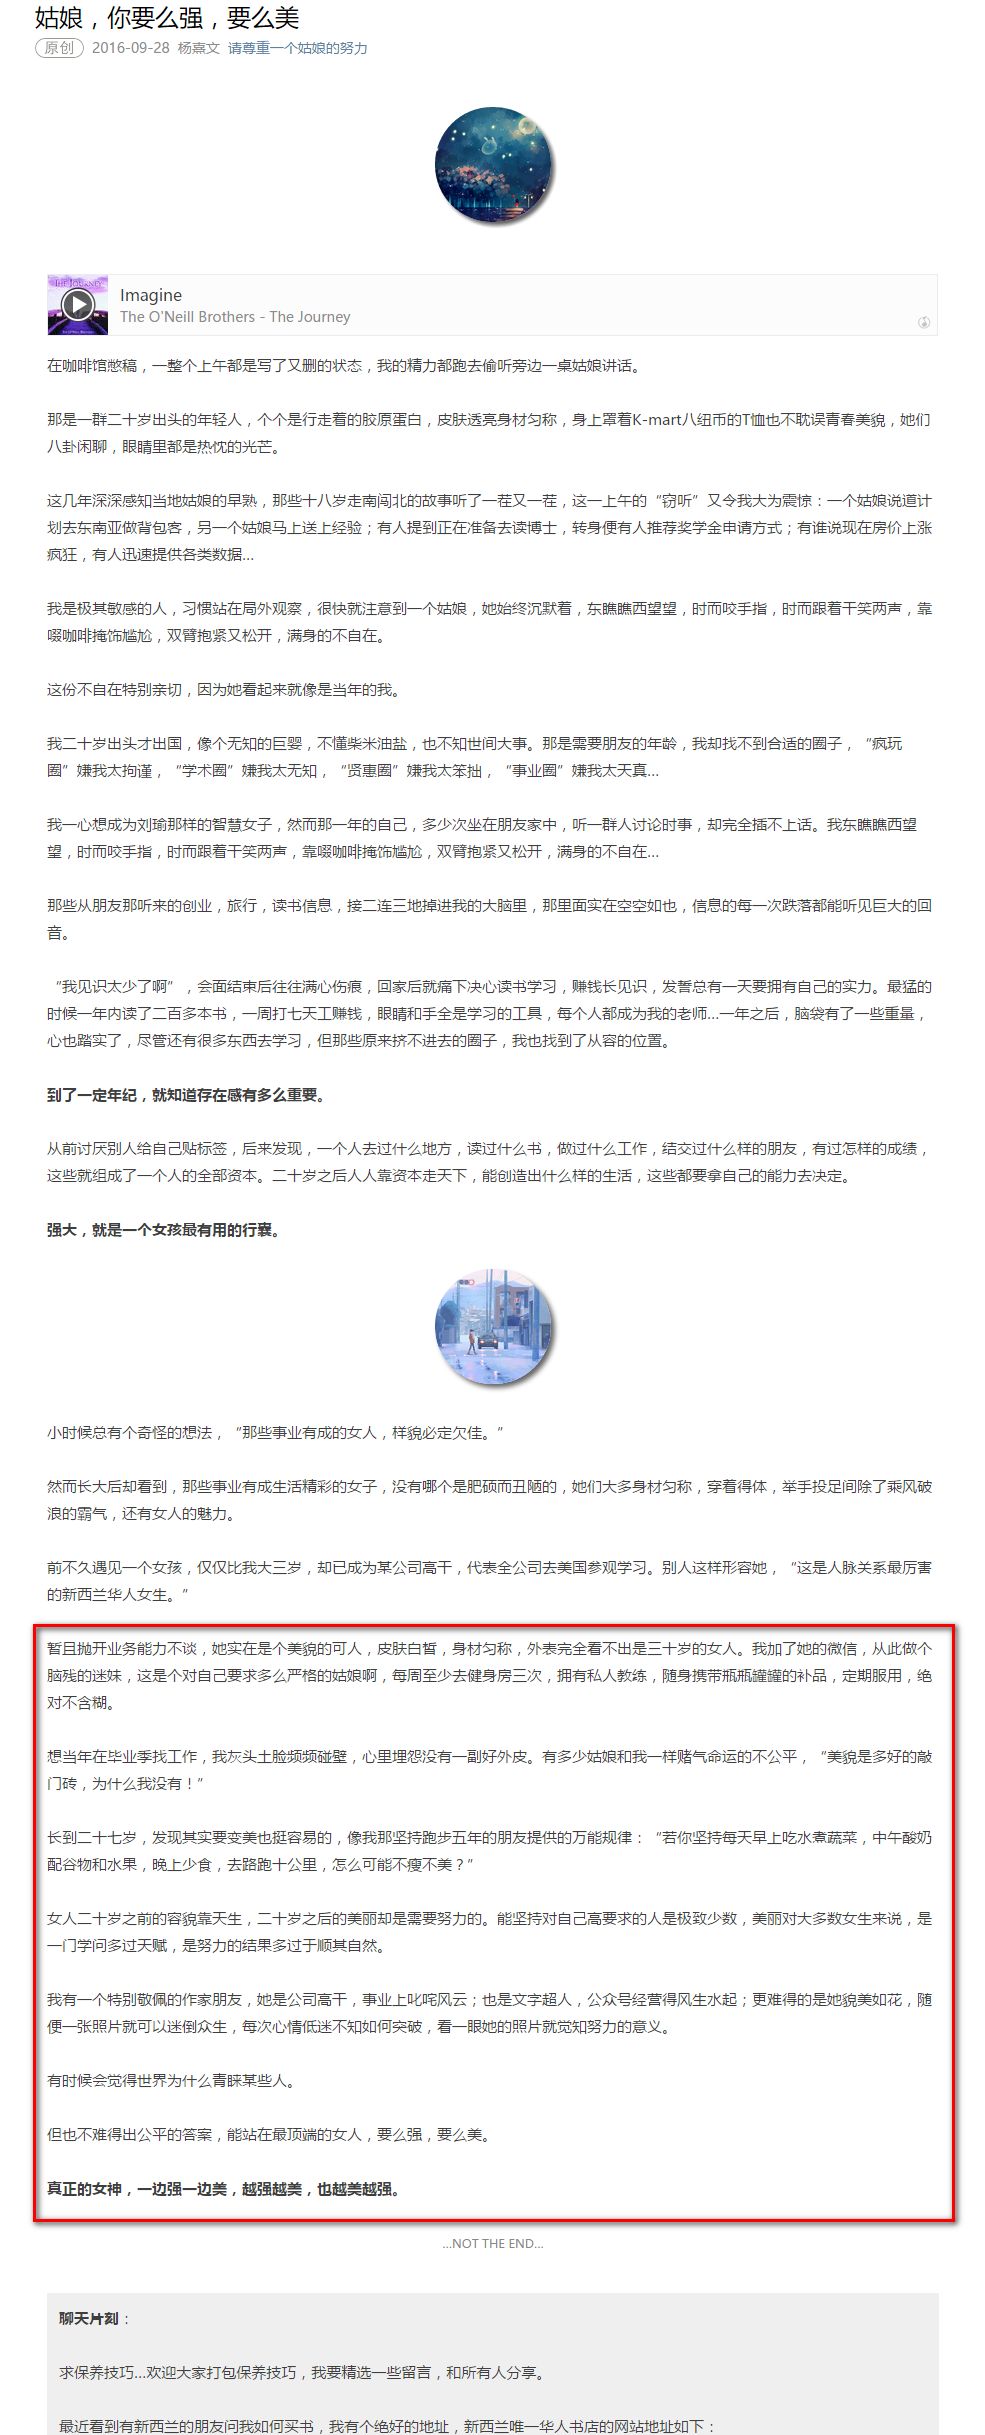 姑娘，你要么强，要么美
原创 2016-09-28 杨熹文 请尊重一个姑娘的努力
THE JOURNEY
Imagine
The O'Neill Brothers - The Journey
在咖啡馆憋稿，一整个上午都是写了又删的状态，我的精力都跑去偷听旁边一桌姑娘讲话。
那是一群二十岁出头的年轻人，个个是行走着的胶原蛋白，皮肤透亮身材匀称，身上罩着K-mart八纽币的T恤也不耽误青春美貌，她们
八卦闲聊，眼睛里都是热忱的光芒。
这几年深深感知当地姑娘的早熟，那些十八岁走南闯北的故事听了一茬又一茬，这一上午的“窃听”又令我大为震惊：一个姑娘说道计
划去东南亚做背包客，另一个姑娘马上送上经验；有人提到正在准备去读博士，转身便有人推荐奖学金申请方式；有谁说现在房价上涨
疯狂，有人迅速提供各类数据...
我是极其敏感的人，习惯站在局外观察，很快就注意到一个姑娘，她始终沉默着，东瞧瞧西望望，时而咬手指，时而跟着干笑两声，靠
啜咖啡掩饰尴尬，双臂抱紧又松开，满身的不自在。
这份不自在特别亲切，因为她看起来就像是当年的我。
我二十岁出头才出国，像个无知的巨婴，不懂柴米油盐，也不知世间大事。那是需要朋友的年龄，我却找不到合适的圈子，“疯玩
圈”嫌我太拘谨，“学术圈”嫌我太无知，“贤惠圈”嫌我太笨拙，“事业圈”嫌我太天真...
我一心想成为刘瑜那样的智慧女子，然而那一年的自己，多少次坐在朋友家中，听一群人讨论时事，却完全插不上话。我东瞧瞧西望
望，时而咬手指，时而跟着干笑两声，靠啜咖啡掩饰尴尬，双臂抱紧又松开，满身的不自在...
那些从朋友那听来的创业，旅行，读书信息，接二连三地掉进我的大脑里，那里面实在空空如也，信息的每一次跌落都能听见巨大的回
音。
“我见识太少了啊”，会面结束后往往满心伤痕，回家后就痛下决心读书学习，赚钱长见识，发誓总有一天要拥有自己的实力。最猛的
时候一年内读了二百多本书，一周打七天工赚钱，眼睛和手全是学习的工具，每个人都成为我的老师...一年之后，脑袋有了一些重量，
心也踏实了，尽管还有很多东西去学习，但那些原来挤不进去的圈子，我也找到了从容的位置。
到了一定年纪，就知道存在感有多么重要。
从前讨厌别人给自己贴标签，后来发现，一个人去过什么地方，读过什么书，做过什么工作，结交过什么样的朋友，有过怎样的成绩，
这些就组成了一个人的全部资本。二十岁之后人人靠资本走天下，能创造出什么样的生活，这些都要拿自己的能力去决定。
强大，就是一个女孩最有用的行囊。
小时候总有个奇怪的想法，“那些事业有成的女人，样貌必定欠佳。”
然而长大后却看到，那些事业有成生活精彩的女子，没有哪个是肥硕而丑陋的，她们大多身材匀称，穿着得体，举手投足间除了乘风破
浪的霸气，还有女人的魅力。
前不久遇见一个女孩，仅仅比我大三岁，却已成为某公司高干，代表全公司去美国参观学习。别人这样形容她，“这是人脉关系最厉害
的新西兰华人女生。”
暂且抛开业务能力不谈，她实在是个美貌的可人，皮肤白皙，身材匀称，外表完全看不出是三十岁的女人。我加了她的微信，从此做个
脑残的迷妹，这是个对自己要求多么严格的姑娘啊，每周至少去健身房三次，拥有私人教练，随身携带瓶瓶罐罐的补品，定期服用，绝
对不含糊。
想当年在毕业季找工作，我灰头土脸频频碰壁，心里埋怨没有一副好外皮。有多少姑娘和我一样赌气命运的不公平，“美貌是多好的敲
门砖，为什么我没有！”
长到二十七岁，发现其实要变美也挺容易的，像我那坚持跑步五年的朋友提供的万能规律：“若你坚持每天早上吃水煮蔬菜，中午酸奶
配谷物和水果，晚上少食，去路跑十公里，怎么可能不瘦不美？”
女人二十岁之前的容貌靠天生，二十岁之后的美丽却是需要努力的。能坚持对自己高要求的人是极致少数，美丽对大多数女生来说，是
一门学问多过天赋，是努力的结果多过于顺其自然。
我有一个特别敬佩的作家朋友，她是公司高干，事业上叱咤风云；也是文字超人，公众号经营得风生水起；更难得的是她貌美如花，随
便一张照片就可以迷倒众生，每次心情低迷不知如何突破，看一眼她的照片就觉知努力的意义。
有时候会觉得世界为什么青睐某些人。
但也不难得出公平的答案，能站在最顶端的女人，要么强，要么美。
真正的女神，一边强一边美，越强越美，也越美越强。
...NOT THE END...
聊天片刻：
求保养技巧...欢迎大家打包保养技巧，我要精选一些留言，和所有人分享。
最近看到有新西兰的朋友问我如何买书，我有个绝好的地址，新西兰唯一华人书店的网站地址如下：